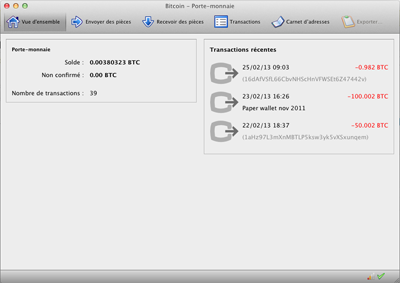 Bitcoin - Porte-monnaie
Vue d'ensemble
Envoyer des pièces
Recevoir des pièces
Transactions
Carnet d'adresses
Exporter...
Porte-monnaie
Solde : 0.00380323 BTC
Non confirmé : 0.00 BTC
Nombre de transactions : 39
Transactions récentes
25/02/13 09:03 -0.982 BTC
23/02/13 16:26 -100.002 BTC
Paper wallet nov 2011
22/02/13 18:37 -50.002 BTC